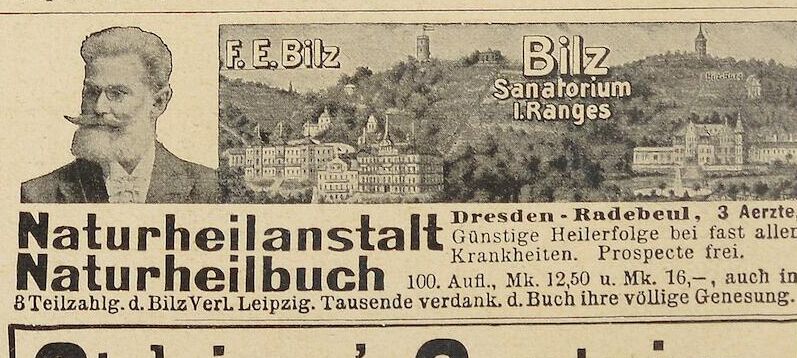 F. E. Bilz
Bilz
Sanatorium
I. Ranges
Naturheilanstalt
Dresden - Radebeul, 3 Aerzte.
Günstige Heilerfolge bei fast allen
Krankheiten. Prospecte frei.
Naturheilbuch
100. Aufl., Mk. 12,50 u. Mk. 16,–, auch in
8 Teilzahlg. d. Bilz Verl. Leipzig. Tausende verdank. d. Buch ihre völlige Genesung.